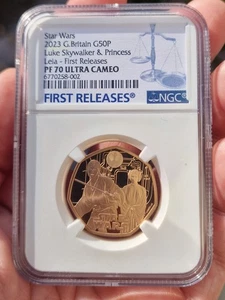 Star Wars
2023 G.Britain G50P
Luke Skywalker & Princess
Leia - First Releases
PF 70 ULTRA CAMEO
6770258-002
FIRST RELEASES®
NGC®